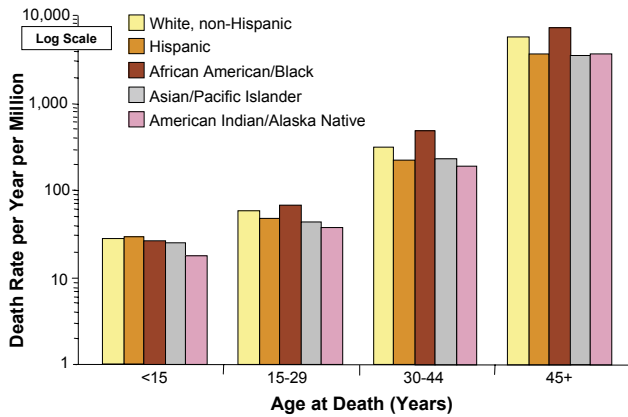 10,000
Log Scale
1,000
100
10
1
Death Rate per Year per Million
White, non-Hispanic
Hispanic
African American/Black
Asian/Pacific Islander
American Indian/Alaska Native
<15
15-29
30-44
45+
Age at Death (Years)